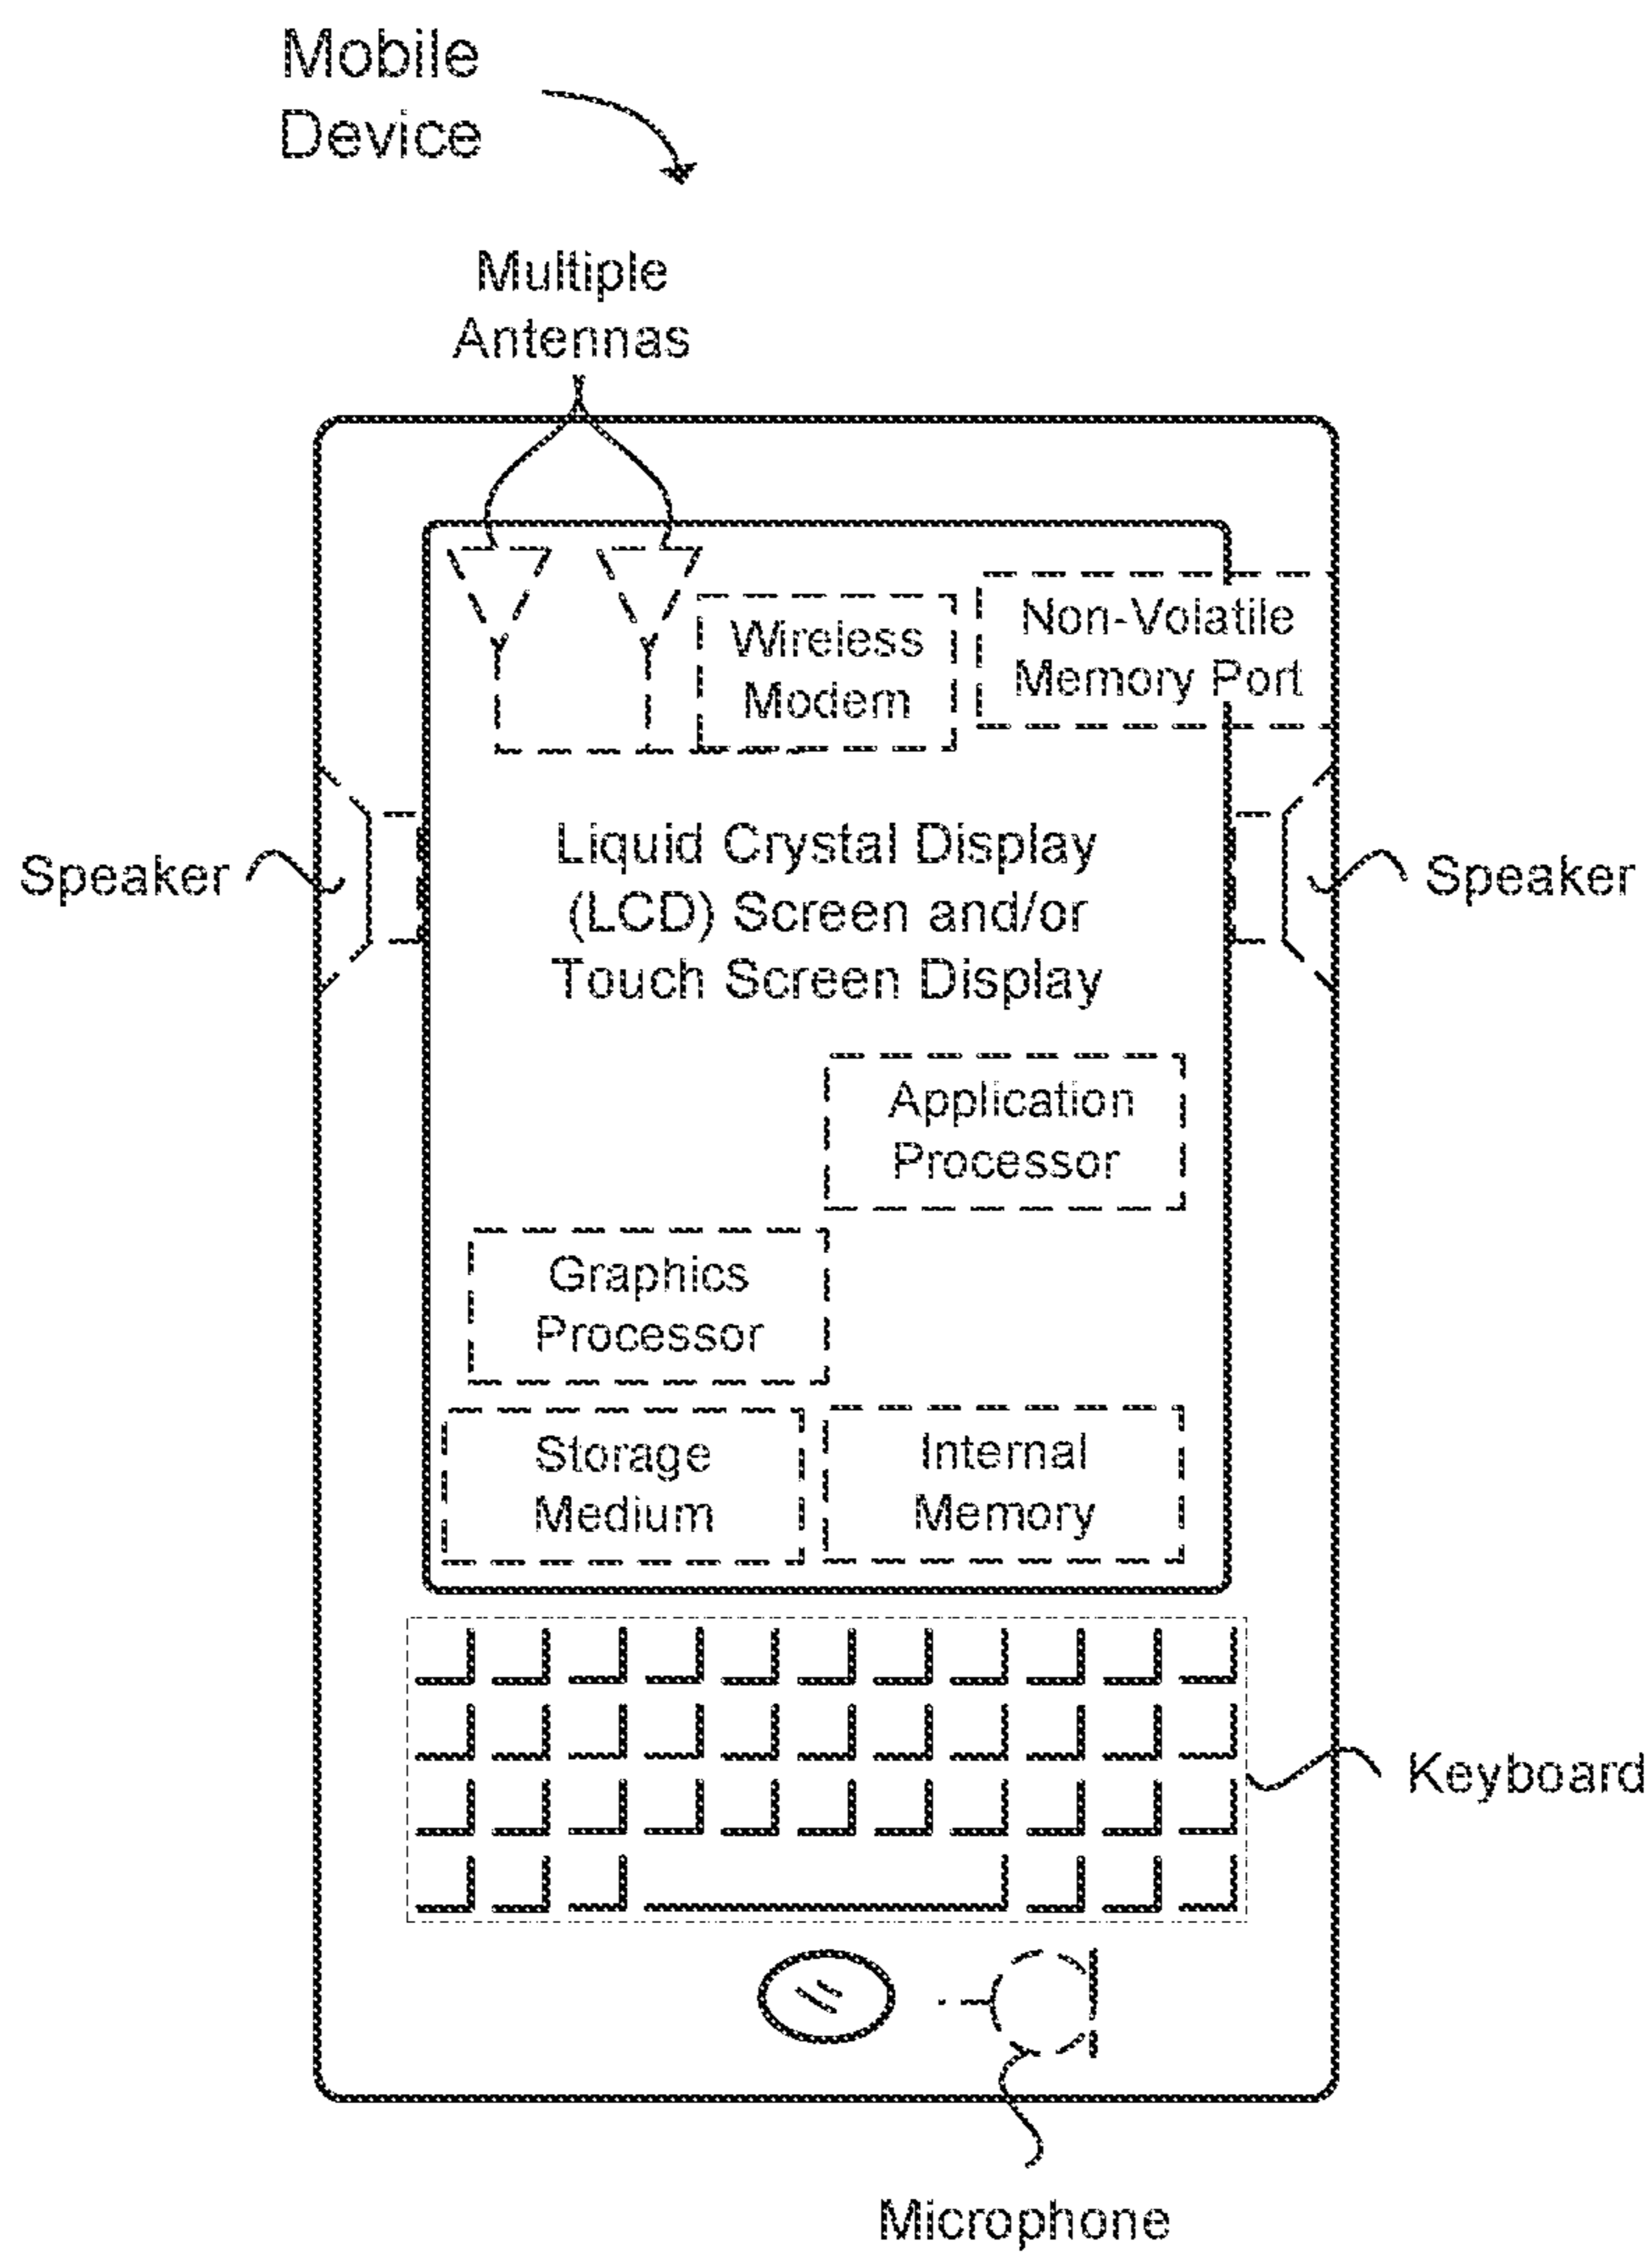 Mobile
Device
Multiple
Antennas
Wireless
Modem
Non-Volatile
Memory Port
Speaker
Liquid Crystal Display
(LCD) Screen and/or
Touch Screen Display
Speaker
Application
Processor
Graphics
Processor
Storage
Medium
Internal
Memory
Keyboard
Microphone